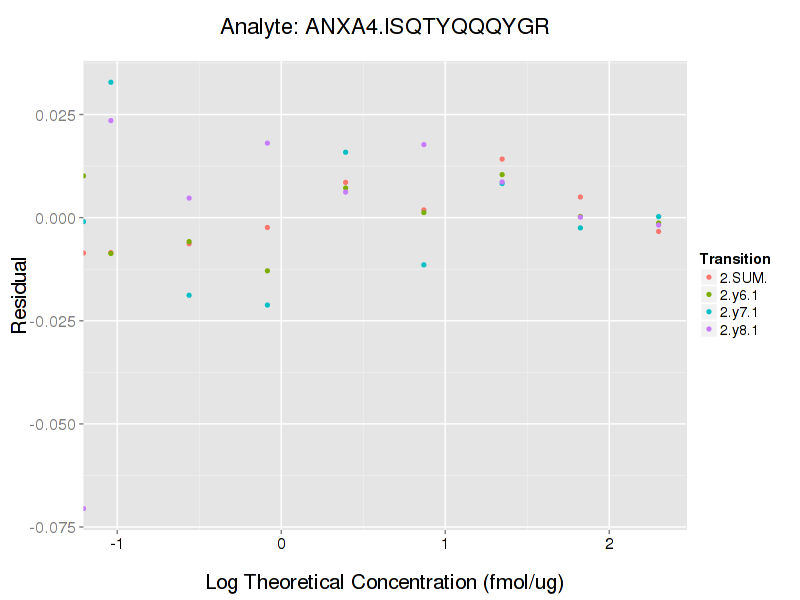 Analyte: ANXA4.ISQTYQQQYGR
0.025
0.000
-0.025
-0.050
-0.075
Residual
-1
0
1
2
Log Theoretical Concentration (fmol/ug)
Transition
2.SUM.
2.y6.1
2.y7.1
2.y8.1